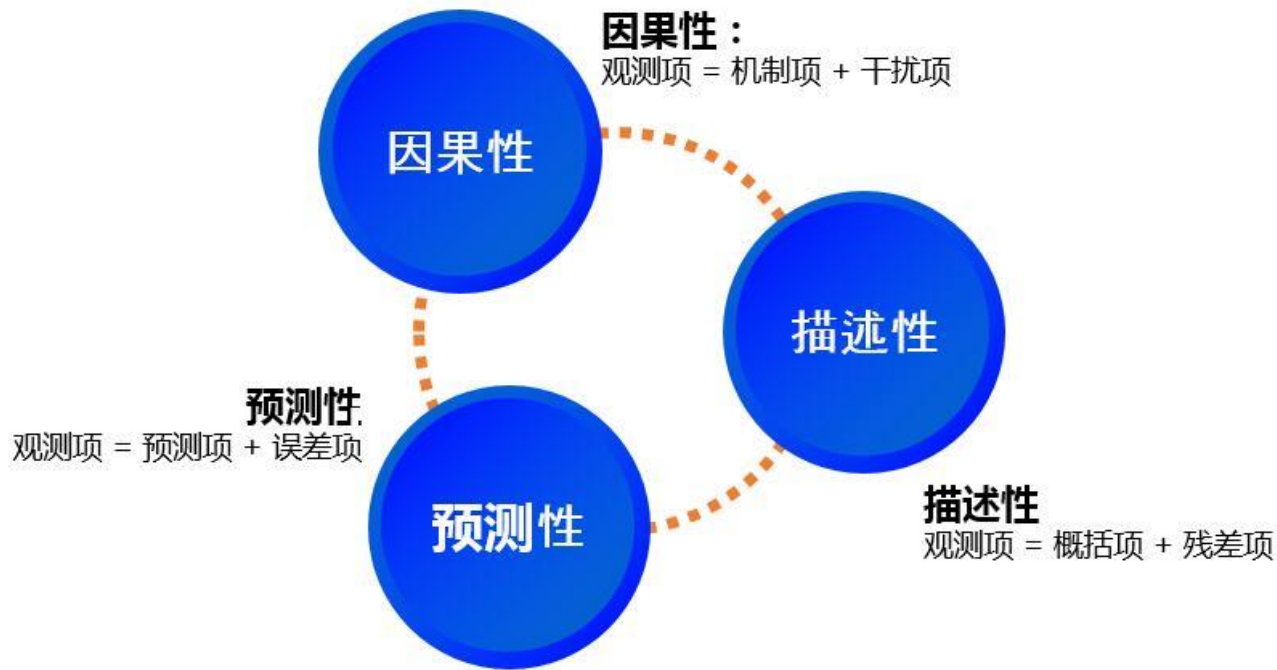 因果性：
观测项 = 机制项 + 干扰项
因果性
描述性
预测性:
观测项 = 预测项 + 误差项
预测性
描述性
观测项 = 概括项 + 残差项